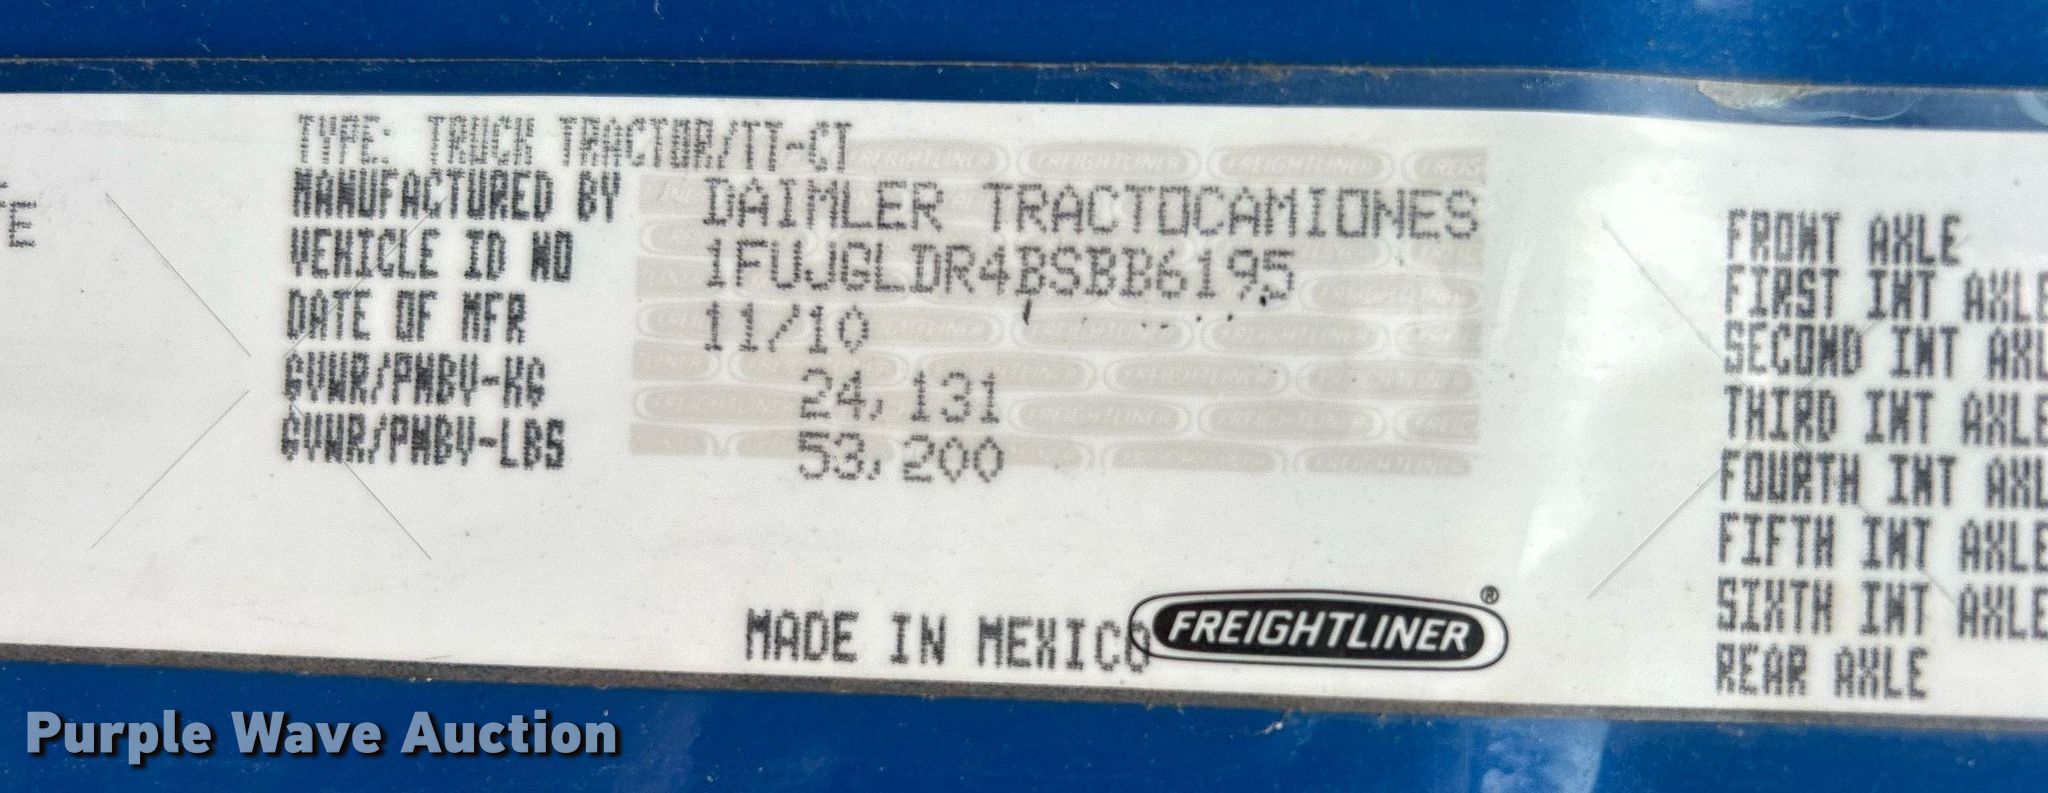 TYPE: TRUCK TRACTOR/TT-CT
MANUFACTURED BY DAIMLER TRACTOCAMIONES
VEHICLE ID NO 1FUJGLDR4BSBB6195
DATE OF MFR 11/10
GVWR/PMBV-KG 24,131
GVWR/PMBV-LBS 53,200
MADE IN MEXICO FREIGHTLINER®
FRONT AXLE
FIRST INT AXLE
SECOND INT AXL
THIRD INT AXLE
FOURTH INT AXL
FIFTH INT AXLE
SIXTH INT AXLE
REAR AXLE
Purple Wave Auction